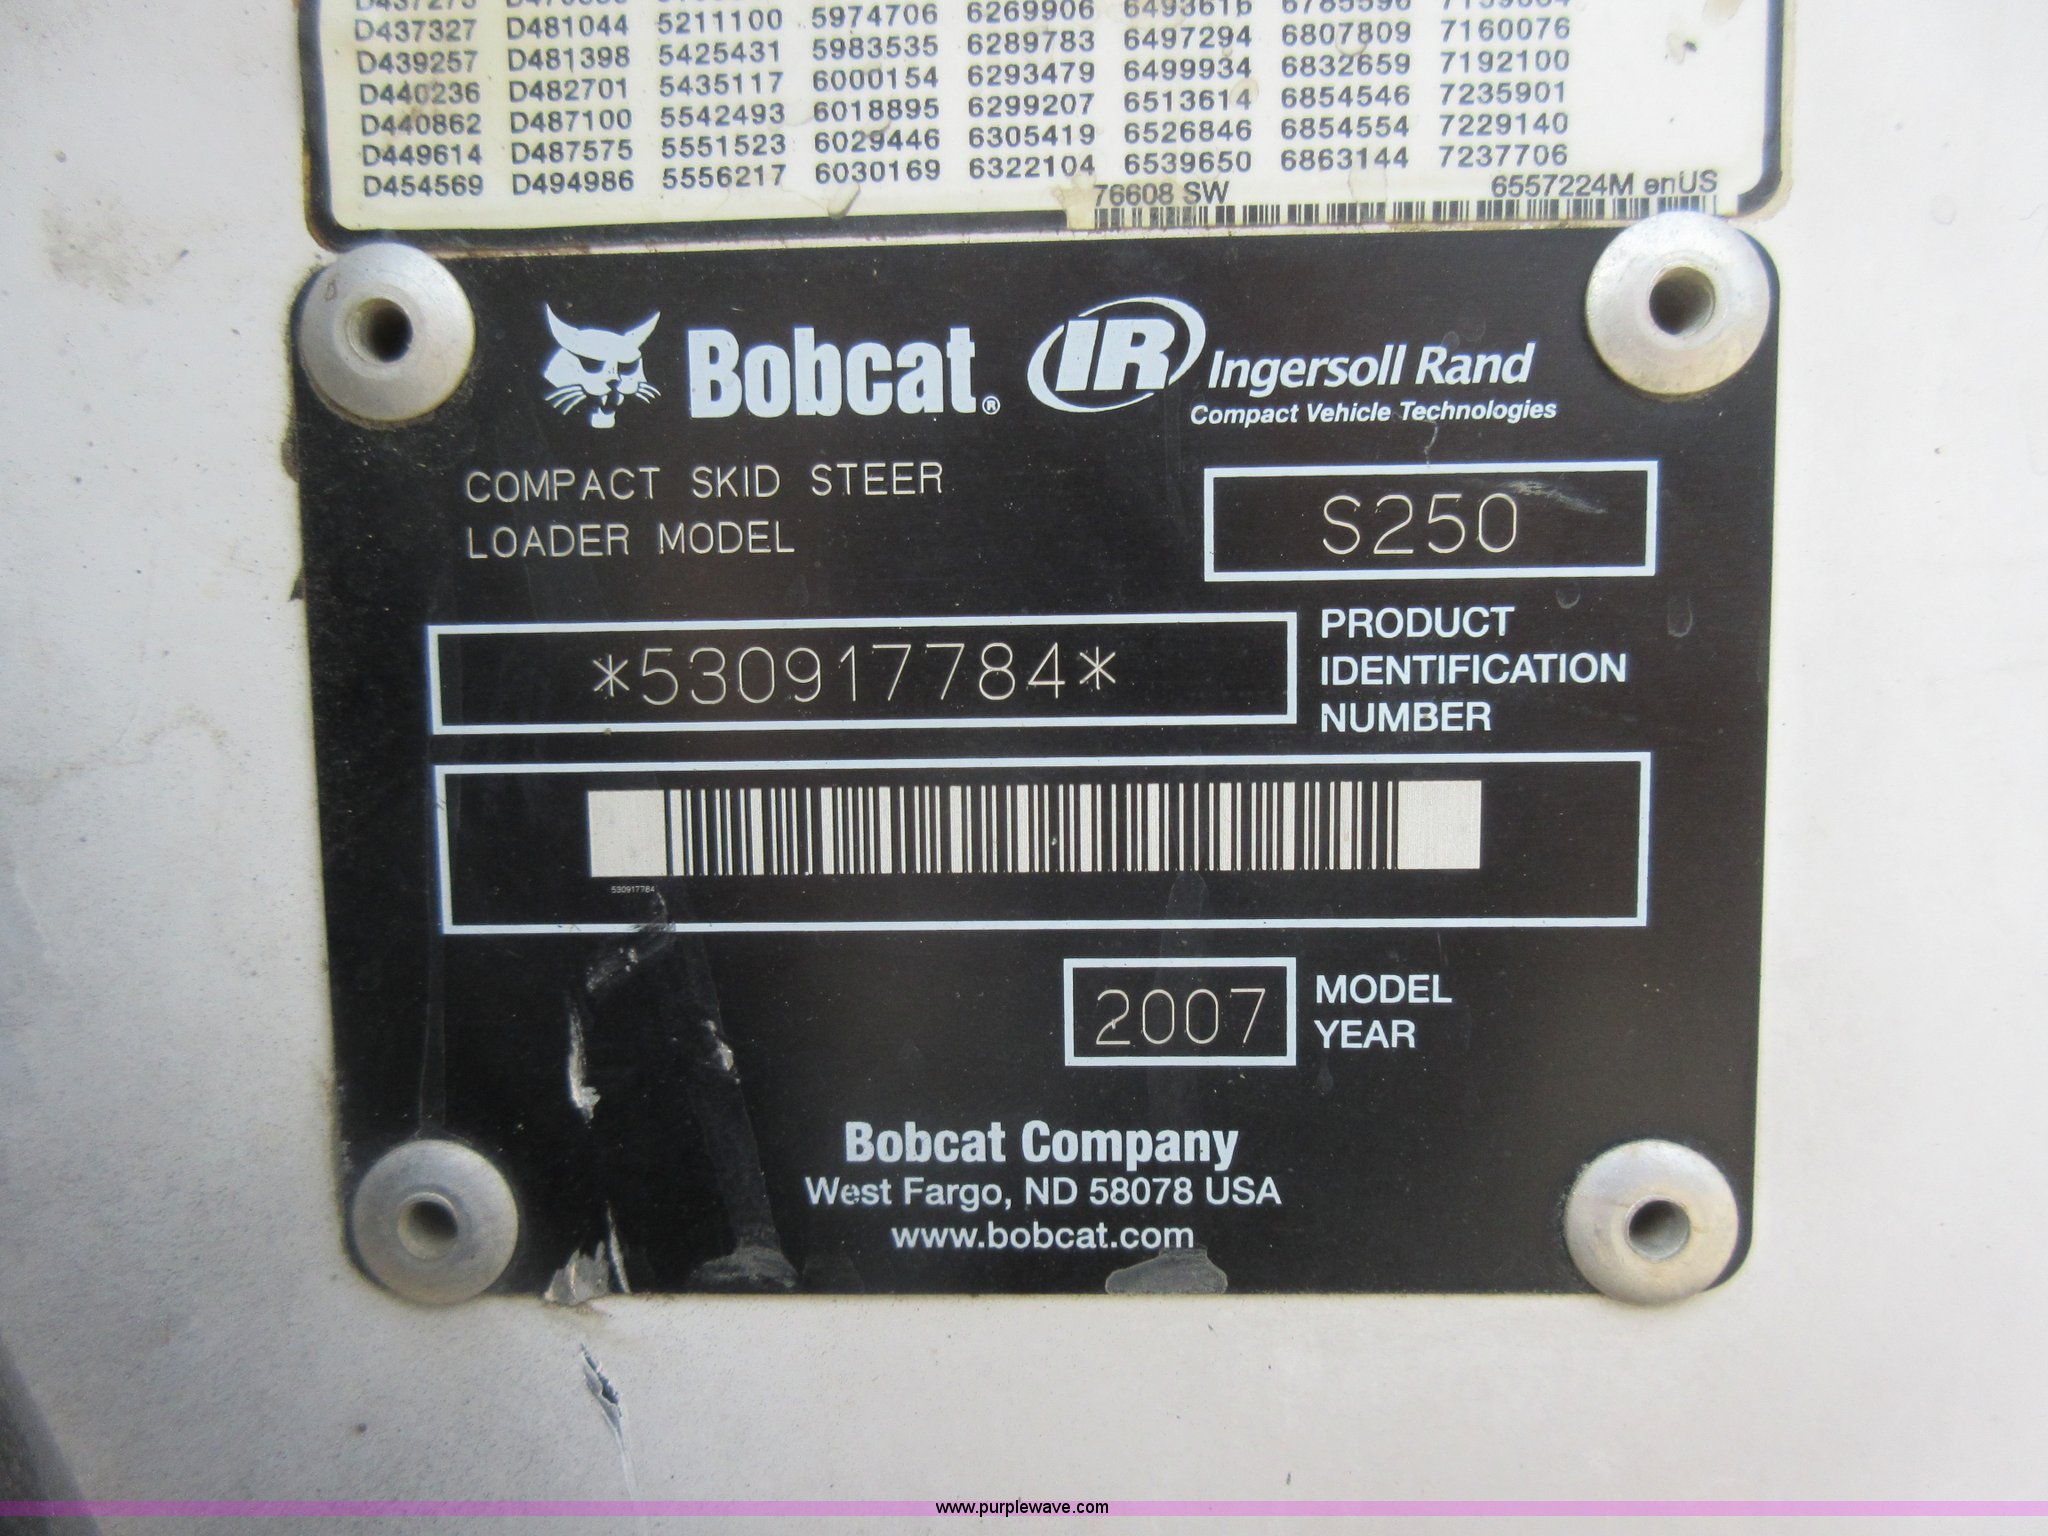 D437327 D481044 5211100 5974706 6269906 6493616 6785596
D439257 D481398 5425431 5983535 6289783 6497294 6807809 7160076
D440236 D482701 5435117 6000154 6293479 6499934 6832659 7192100
D440862 D487100 5542493 6018895 6299207 6513614 6854546 7235901
D449614 D487575 5551523 6029446 6305419 6526846 6854554 7229140
D454569 D494986 5556217 6030169 6322104 6539650 6863144 7237706
76608 SW 6557224M enUS
Bobcat® IR Ingersoll Rand
Compact Vehicle Technologies
COMPACT SKID STEER
LOADER MODEL
S250
*530917784*
PRODUCT
IDENTIFICATION
NUMBER
530917784
2007
MODEL
YEAR
Bobcat Company
West Fargo, ND 58078 USA
www.bobcat.com
www.purplewave.com